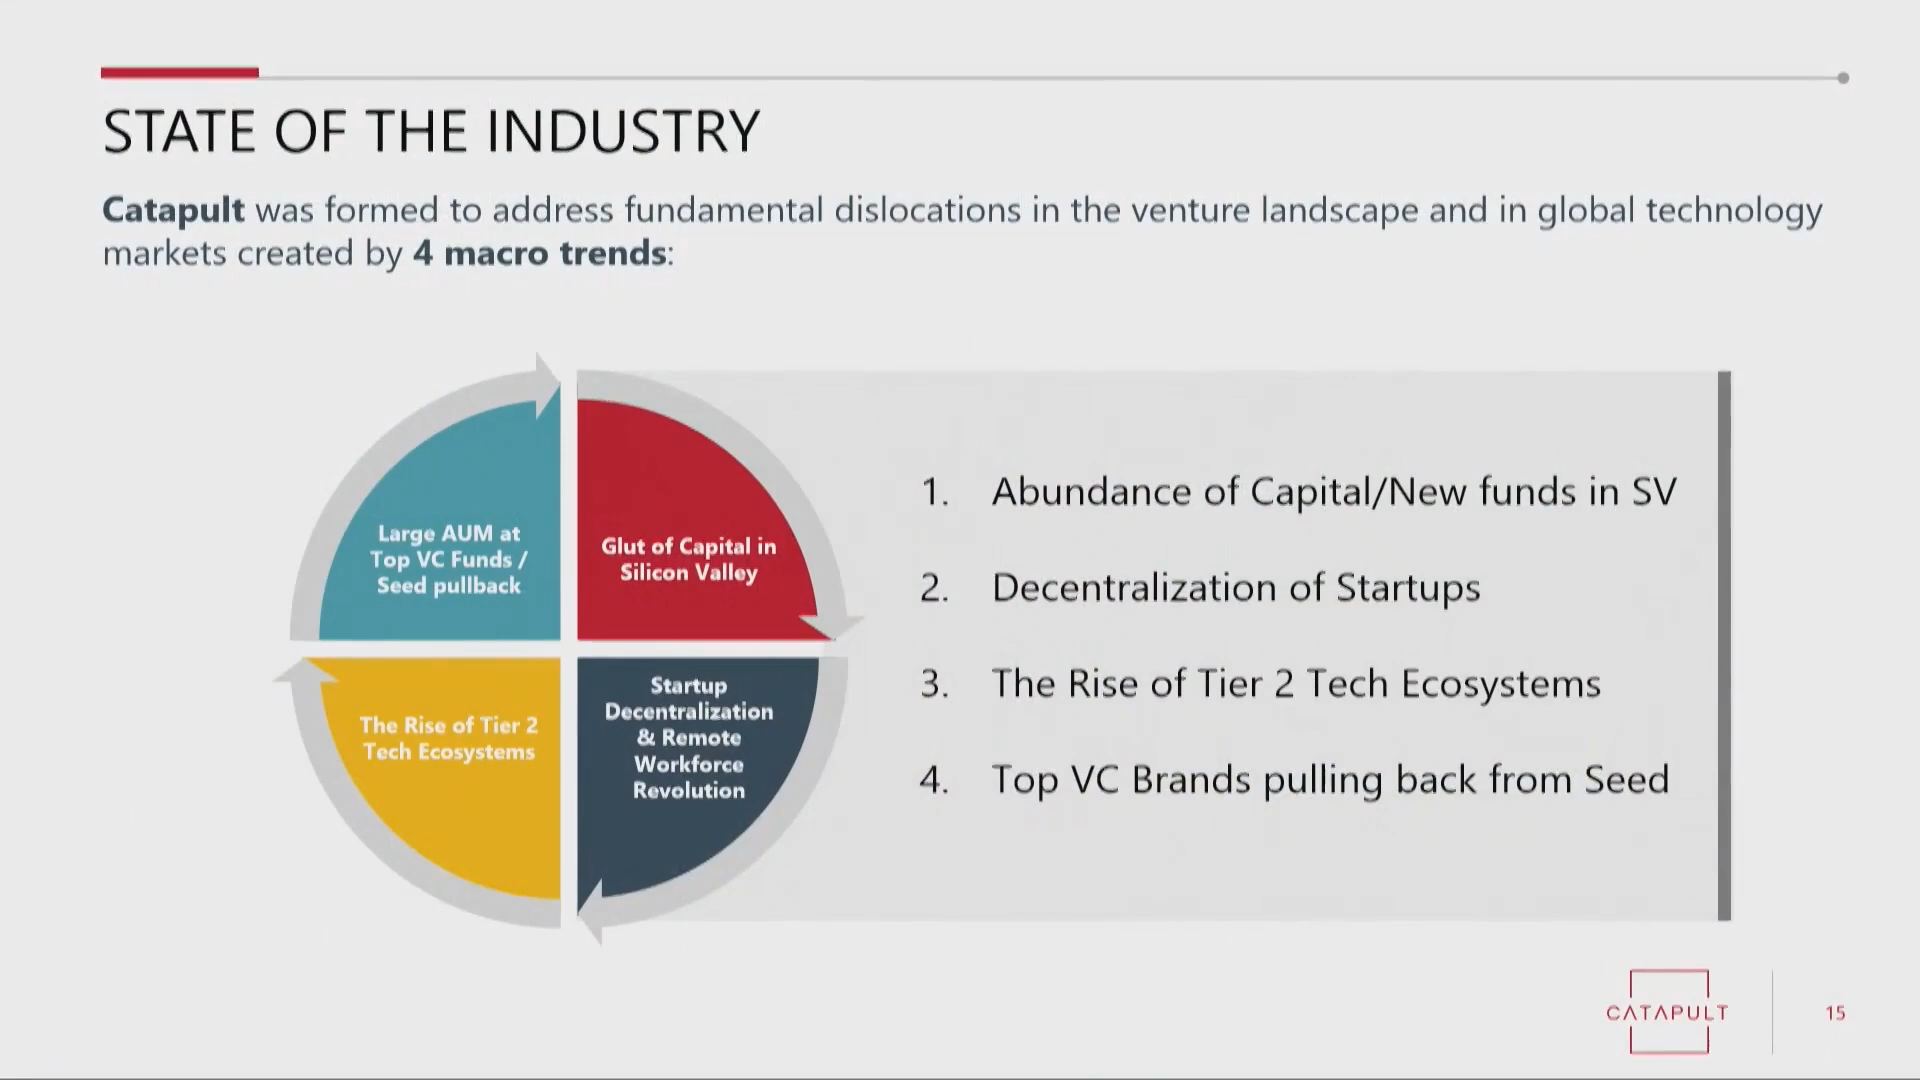 STATE OF THE INDUSTRY
Catapult was formed to address fundamental dislocations in the venture landscape and in global technology
markets created by 4 macro trends:
Large AUM at
Top VC Funds /
Seed pullback
Glut of Capital in
Silicon Valley
The Rise of Tier 2
Tech Ecosystems
Startup
Decentralization
& Remote
Workforce
Revolution
1. Abundance of Capital/New funds in SV
2. Decentralization of Startups
3. The Rise of Tier 2 Tech Ecosystems
4. Top VC Brands pulling back from Seed
CATAPULT
15